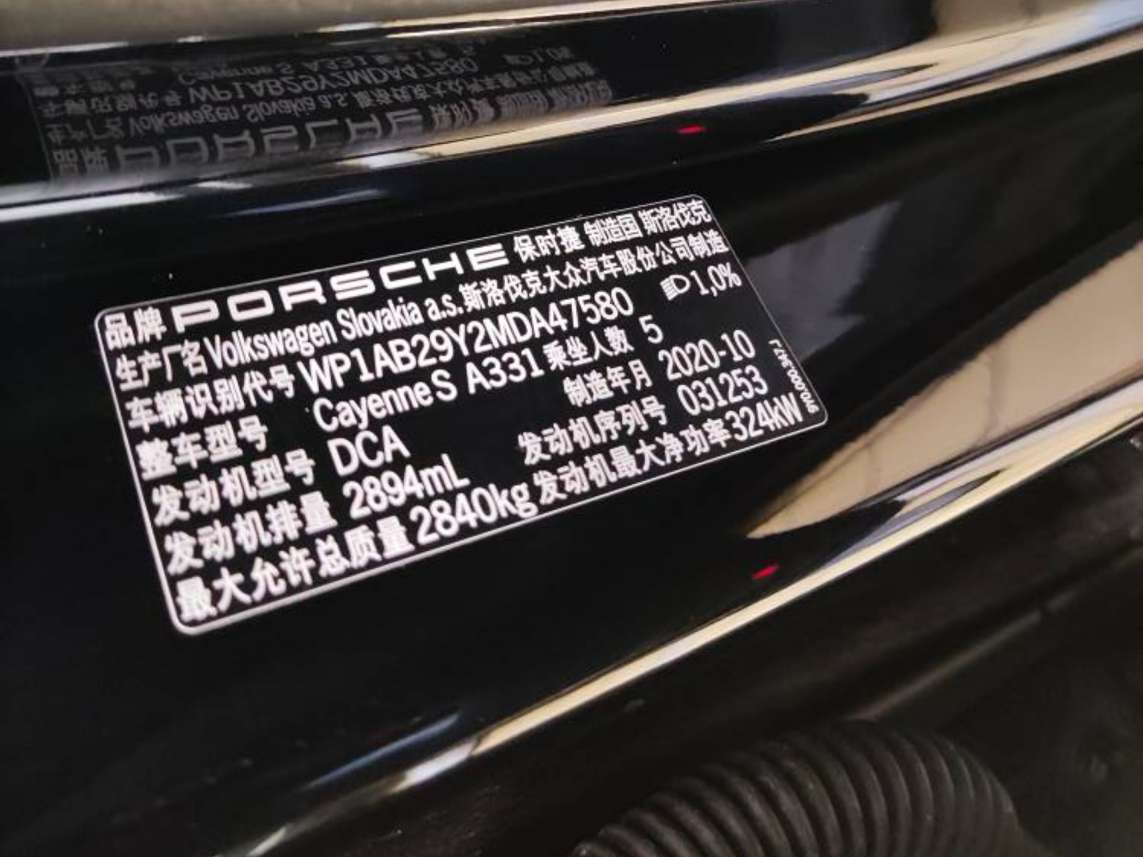 品牌 PORSCHE 保时捷 制造国 斯洛伐克
生产厂名 Volkswagen Slovakia a.s. 斯洛伐克大众汽车股份公司制造
车辆识别代号 WP1AB29Y2MDA47580 1,0%
整车型号 Cayenne S A331 乘坐人数 5
发动机型号 DCA 制造年月 2020-10
发动机排量 2894mL 发动机序列号 031253
最大允许总质量 2840kg 发动机最大净功率 324kW
9Y0.000.347.J